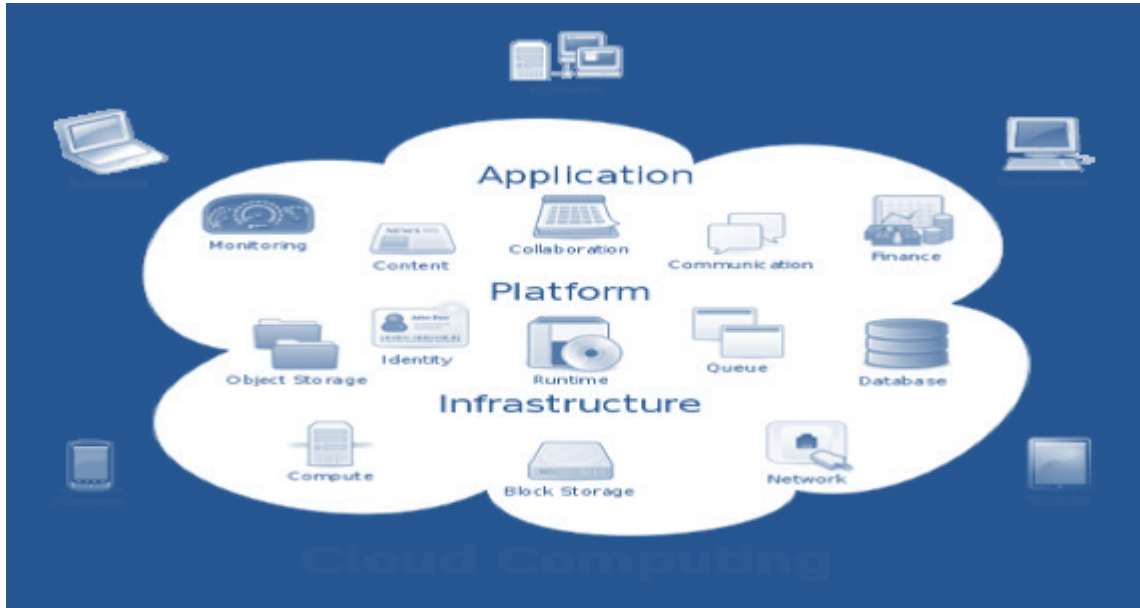 Application
Monitoring
Content
Collaboration
Communication
Finance
Platform
Object Storage
Identity
Runtime
Queue
Database
Infrastructure
Compute
Block Storage
Network
Cloud Computing
NEWS